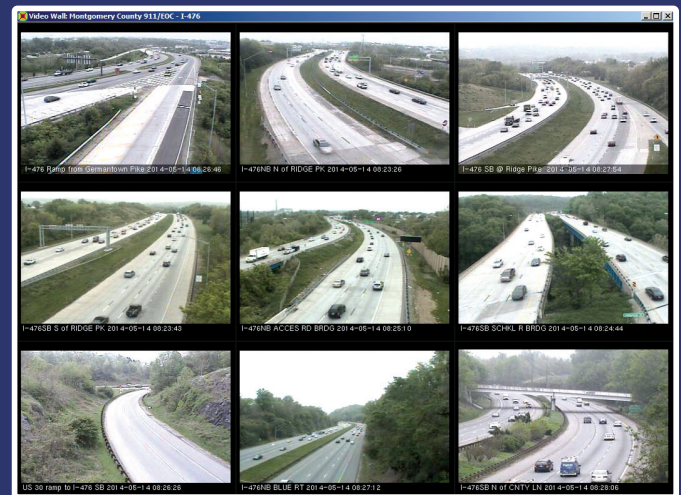 Video Wall: Montgomery County 911/EOC - I-476
I-476 Ramp from Germantown Pike 2014-05-14 08:26:46
I-476NB N of RIDGE PK 2014-05-14 08:23:26
I-476 SB @ Ridge Pike 2014-05-14 08:27:54
I-476SB S of RIDGE PK 2014-05-14 08:23:43
I-476NB ACCES RD BRDG 2014-05-14 08:25:10
I-476SB SCHKL R BRDG 2014-05-14 08:24:44
US 30 ramp to I-476 SB 2014-05-14 08:26:26
I-476NB BLUE RT 2014-05-14 08:27:12
I-476SB N of CNTY LN 2014-05-14 08:28:06